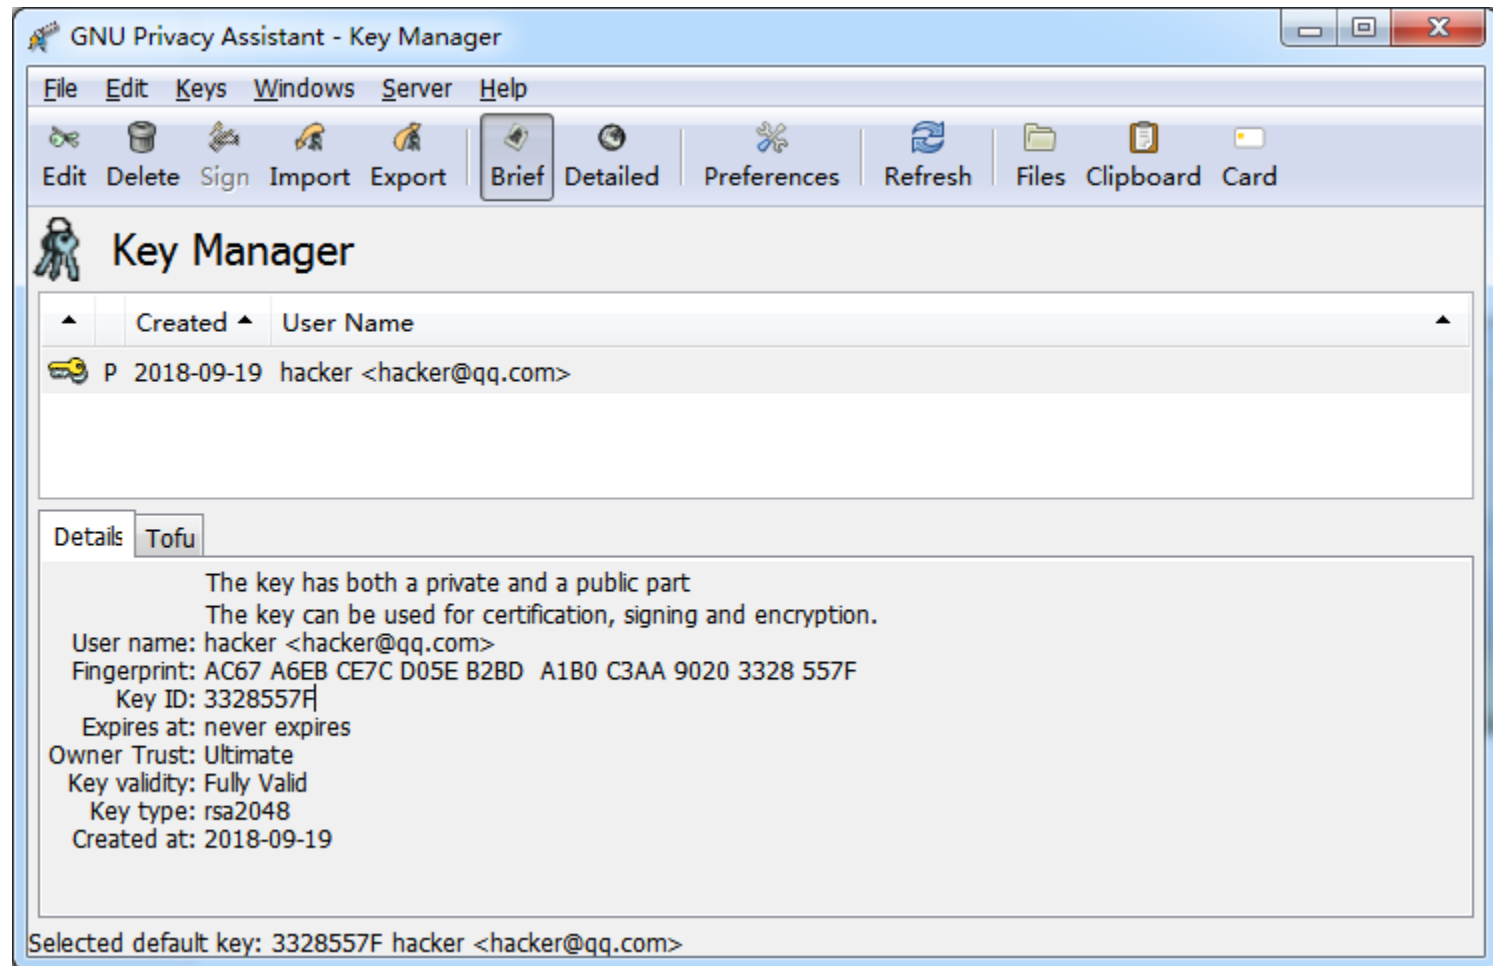 GNU Privacy Assistant - Key Manager
File Edit Keys Windows Server Help
Edit Delete Sign Import Export Brief Detailed Preferences Refresh Files Clipboard Card
Key Manager
Created User Name
P 2018-09-19 hacker <hacker@qq.com>
Details Tofu
The key has both a private and a public part
The key can be used for certification, signing and encryption.
User name: hacker <hacker@qq.com>
Fingerprint: AC67 A6EB CE7C D05E B2BD  A1B0 C3AA 9020 3328 557F
Key ID: 3328557F
Expires at: never expires
Owner Trust: Ultimate
Key validity: Fully Valid
Key type: rsa2048
Created at: 2018-09-19
Selected default key: 3328557F hacker <hacker@qq.com>